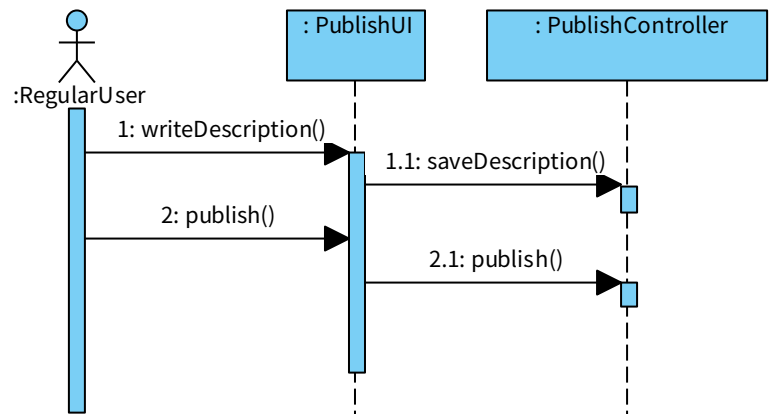 : PublishUI
: PublishController
:RegularUser
1: writeDescription()
1.1: saveDescription()
2: publish()
2.1: publish()